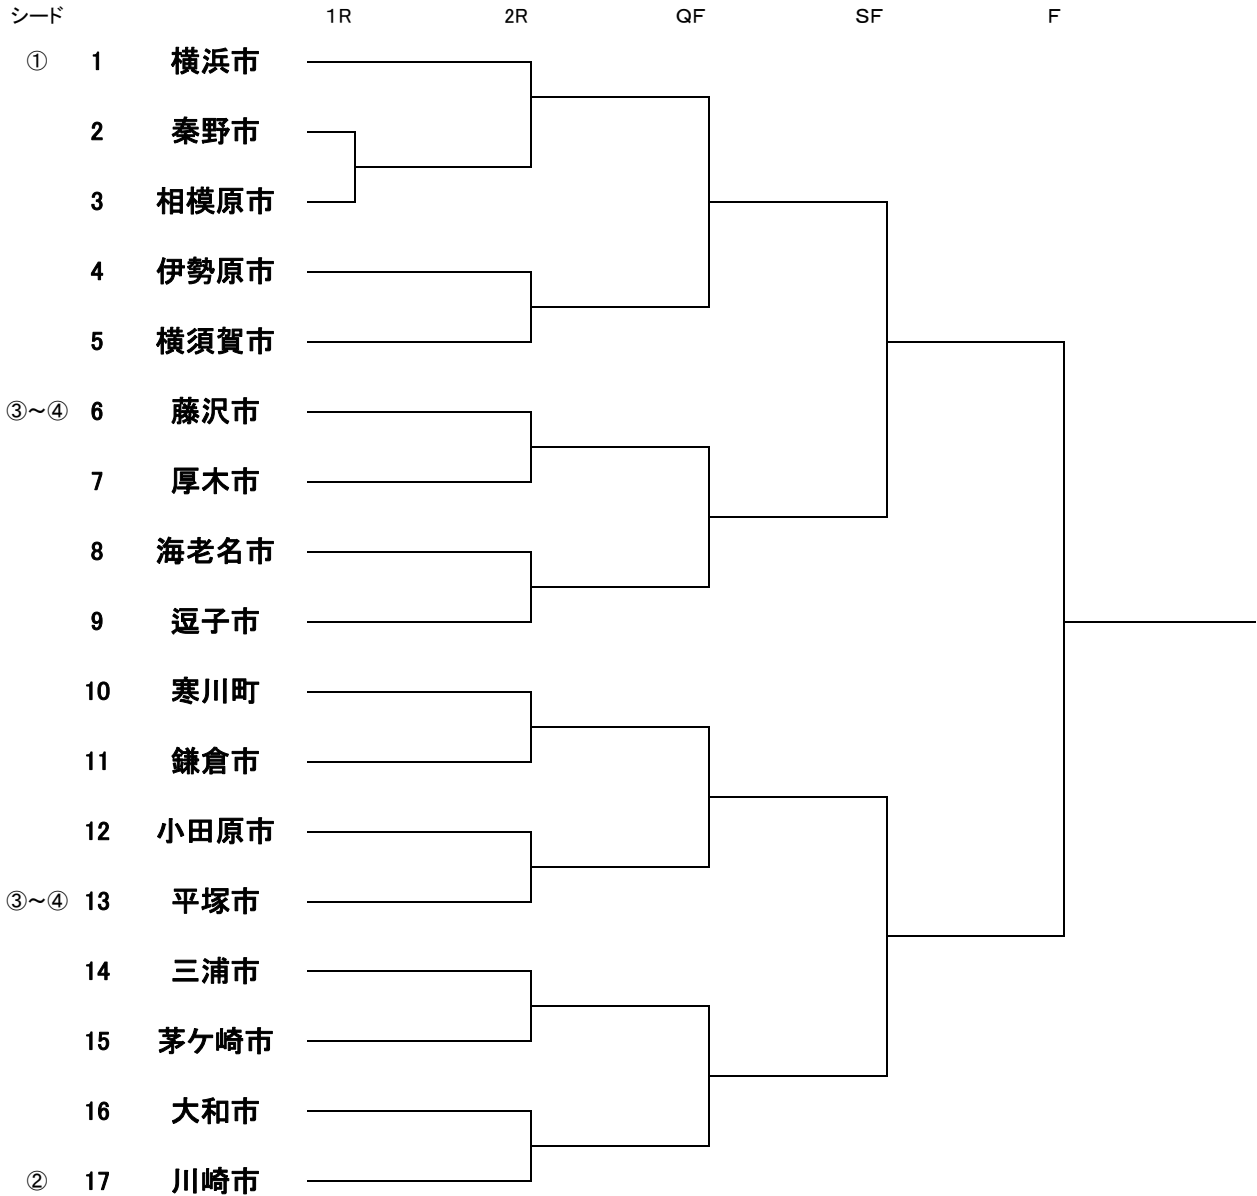 シード 1R 2R QF SF F
① 1 横浜市
2 秦野市
3 相模原市
4 伊勢原市
5 横須賀市
③～④ 6 藤沢市
7 厚木市
8 海老名市
9 逗子市
10 寒川町
11 鎌倉市
12 小田原市
③～④ 13 平塚市
14 三浦市
15 茅ケ崎市
16 大和市
② 17 川崎市